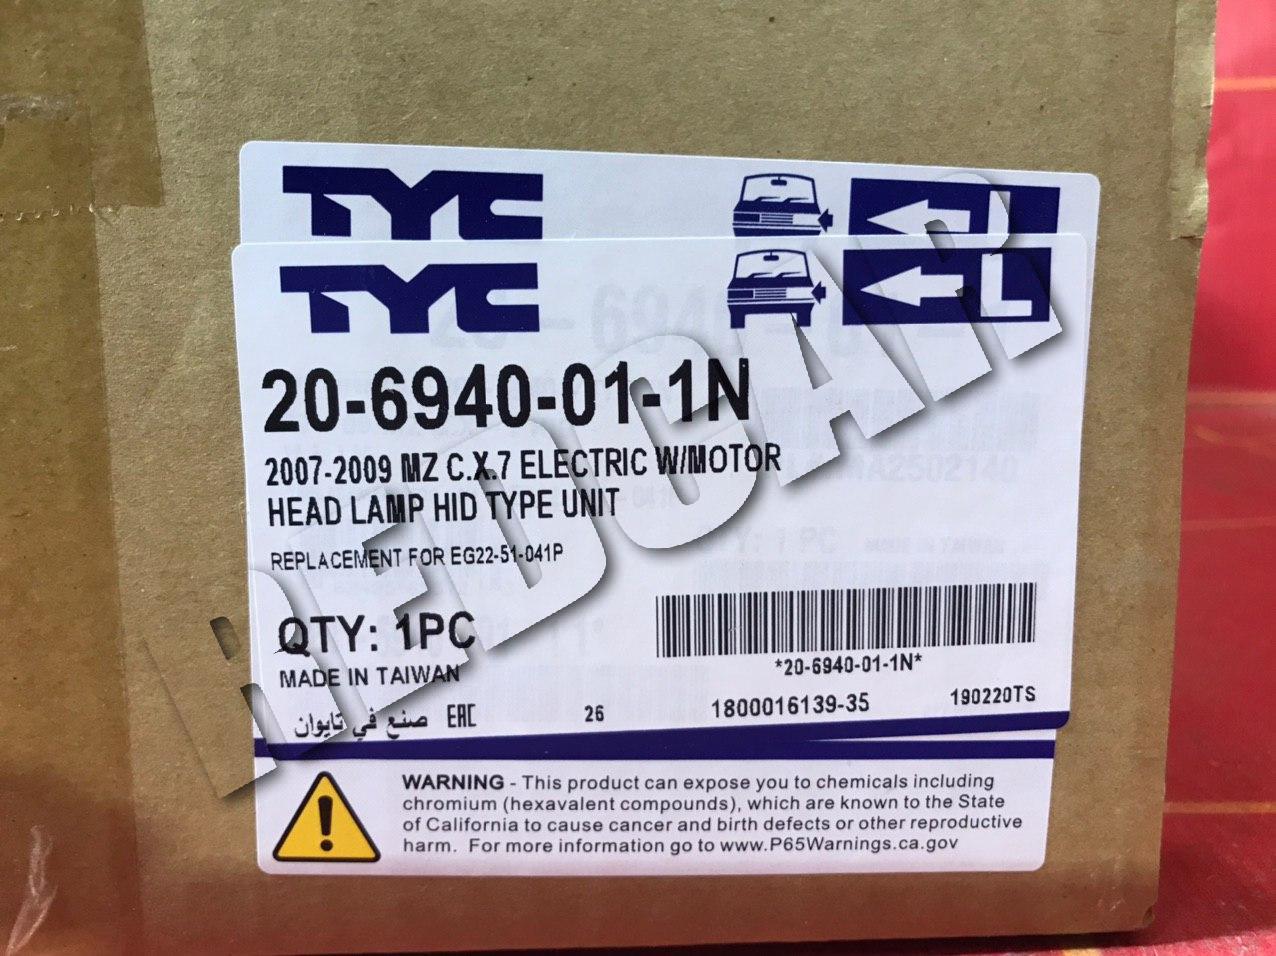 TYC
TYC L
20-6940-01-1N
2007-2009 MZ C.X.7 ELECTRIC W/MOTOR
HEAD LAMP HID TYPE UNIT
REPLACEMENT FOR EG22-51-041P
QTY: 1PC
MADE IN TAIWAN
*20-6940-01-1N*
صنع في تايوان EAC 26 1800016139-35 190220TS
WARNING - This product can expose you to chemicals including
chromium (hexavalent compounds), which are known to the State
of California to cause cancer and birth defects or other reproductive
harm. For more information go to www.P65Warnings.ca.gov
REDCAR